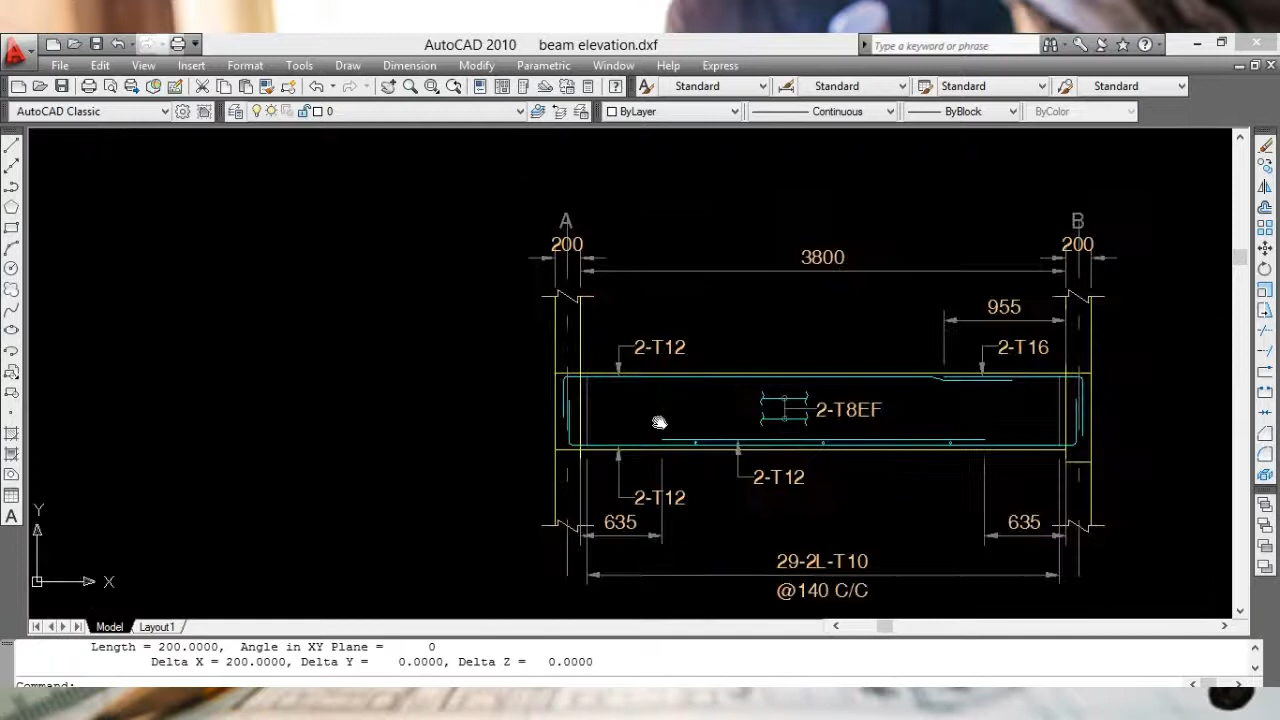 AutoCAD 2010 beam elevation.dxf
Type a keyword or phrase
File Edit View Insert Format Tools Draw Dimension Modify Parametric Window Help Express
Standard Standard Standard Standard
AutoCAD Classic 0 ByLayer Continuous ByBlock ByColor
A B
200 200
3800
955
2-T12 2-T16
2-T8EF
2-T12
2-T12
635 635
29-2L-T10
@140 C/C
Y
X
Model Layout1
Length = 200.0000, Angle in XY Plane = 0
Delta X = 200.0000, Delta Y = 0.0000, Delta Z = 0.0000
Command: